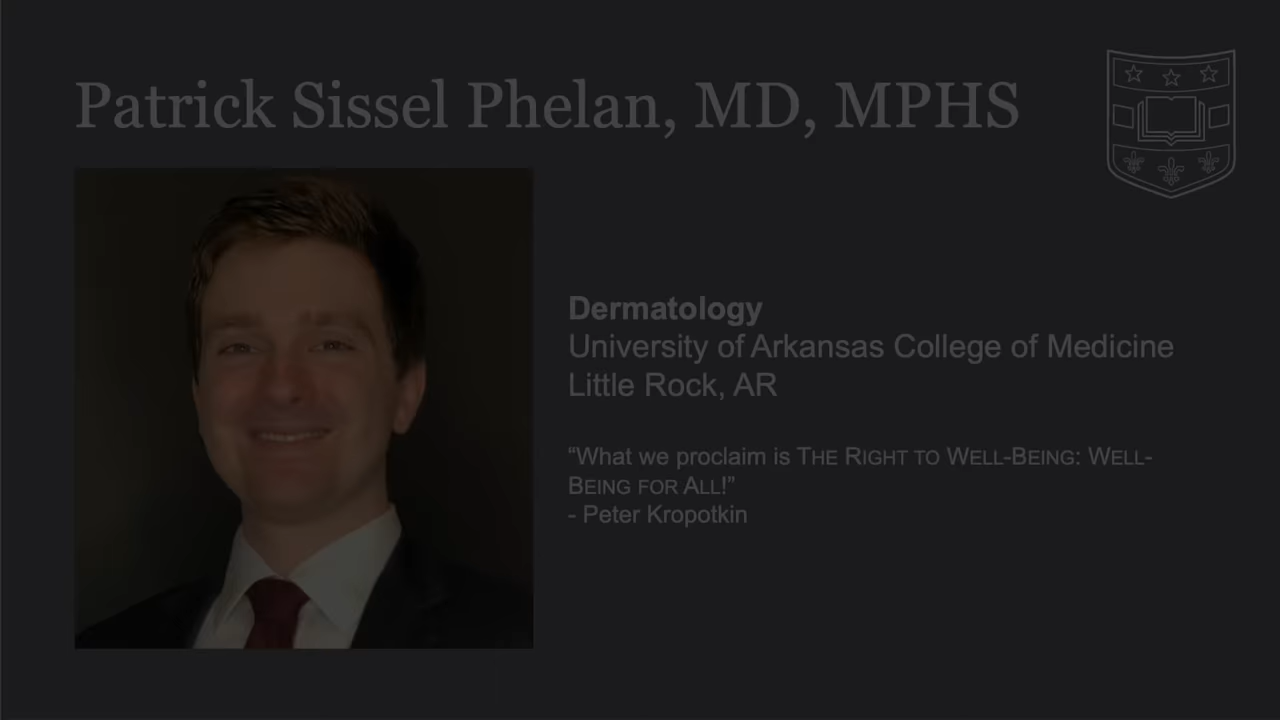 Patrick Sissel Phelan, MD, MPHS
Dermatology
University of Arkansas College of Medicine
Little Rock, AR
“What we proclaim is THE RIGHT TO WELL-BEING: WELL-
BEING FOR ALL!”
- Peter Kropotkin